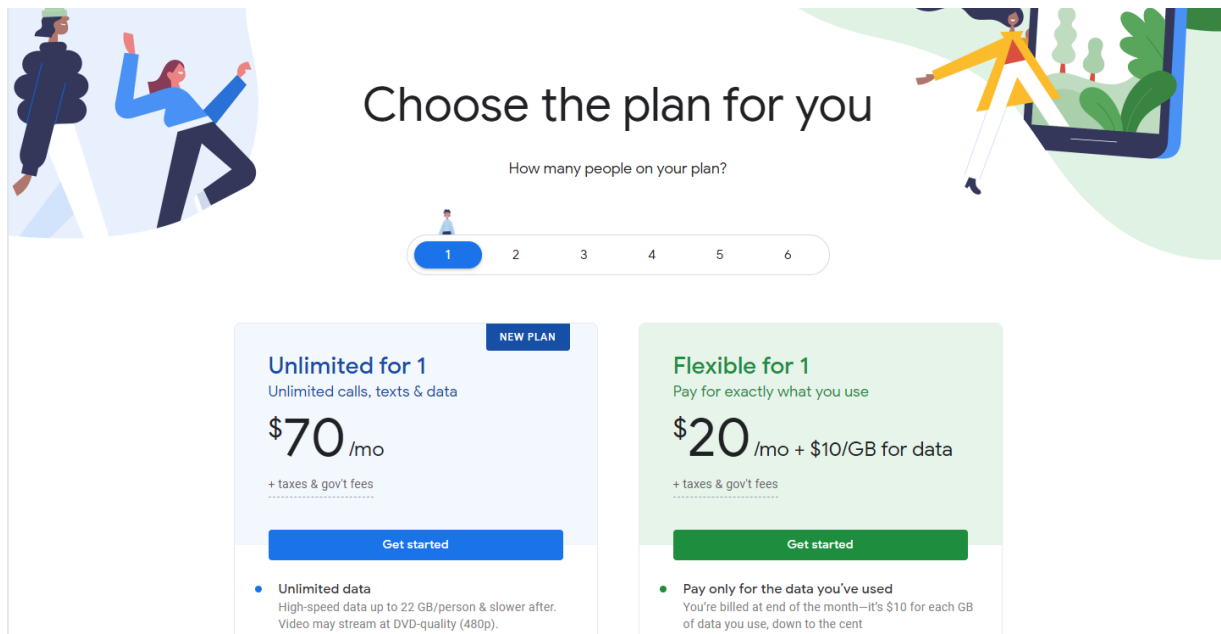 Choose the plan for you
How many people on your plan?
1 2 3 4 5 6
NEW PLAN
Unlimited for 1
Unlimited calls, texts & data
$70/mo
+ taxes & gov't fees
Get started
Unlimited data
High-speed data up to 22 GB/person & slower after.
Video may stream at DVD-quality (480p).
Flexible for 1
Pay for exactly what you use
$20/mo + $10/GB for data
+ taxes & gov't fees
Get started
Pay only for the data you've used
You're billed at end of the month—it's $10 for each GB
of data you use, down to the cent